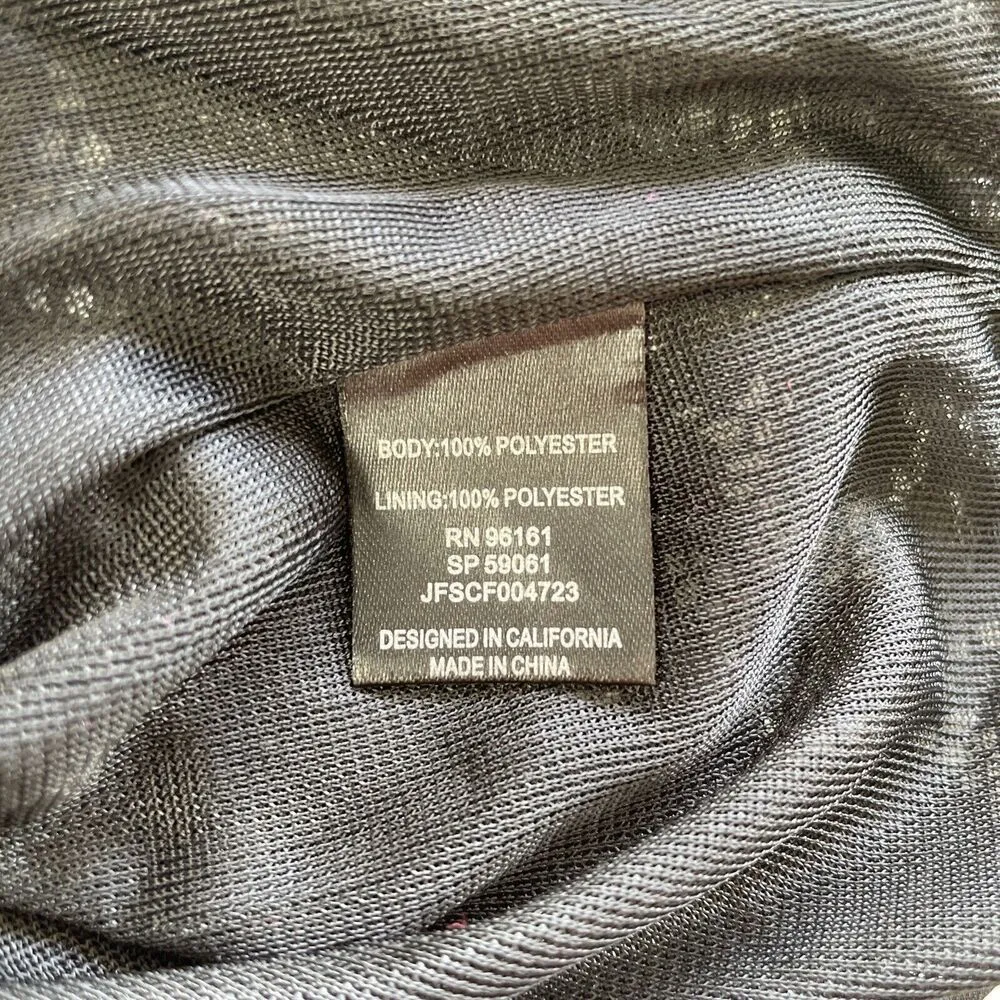 BODY:100% POLYESTER
LINING:100% POLYESTER
RN 96161
SP 59061
JFSCF004723
DESIGNED IN CALIFORNIA
MADE IN CHINA